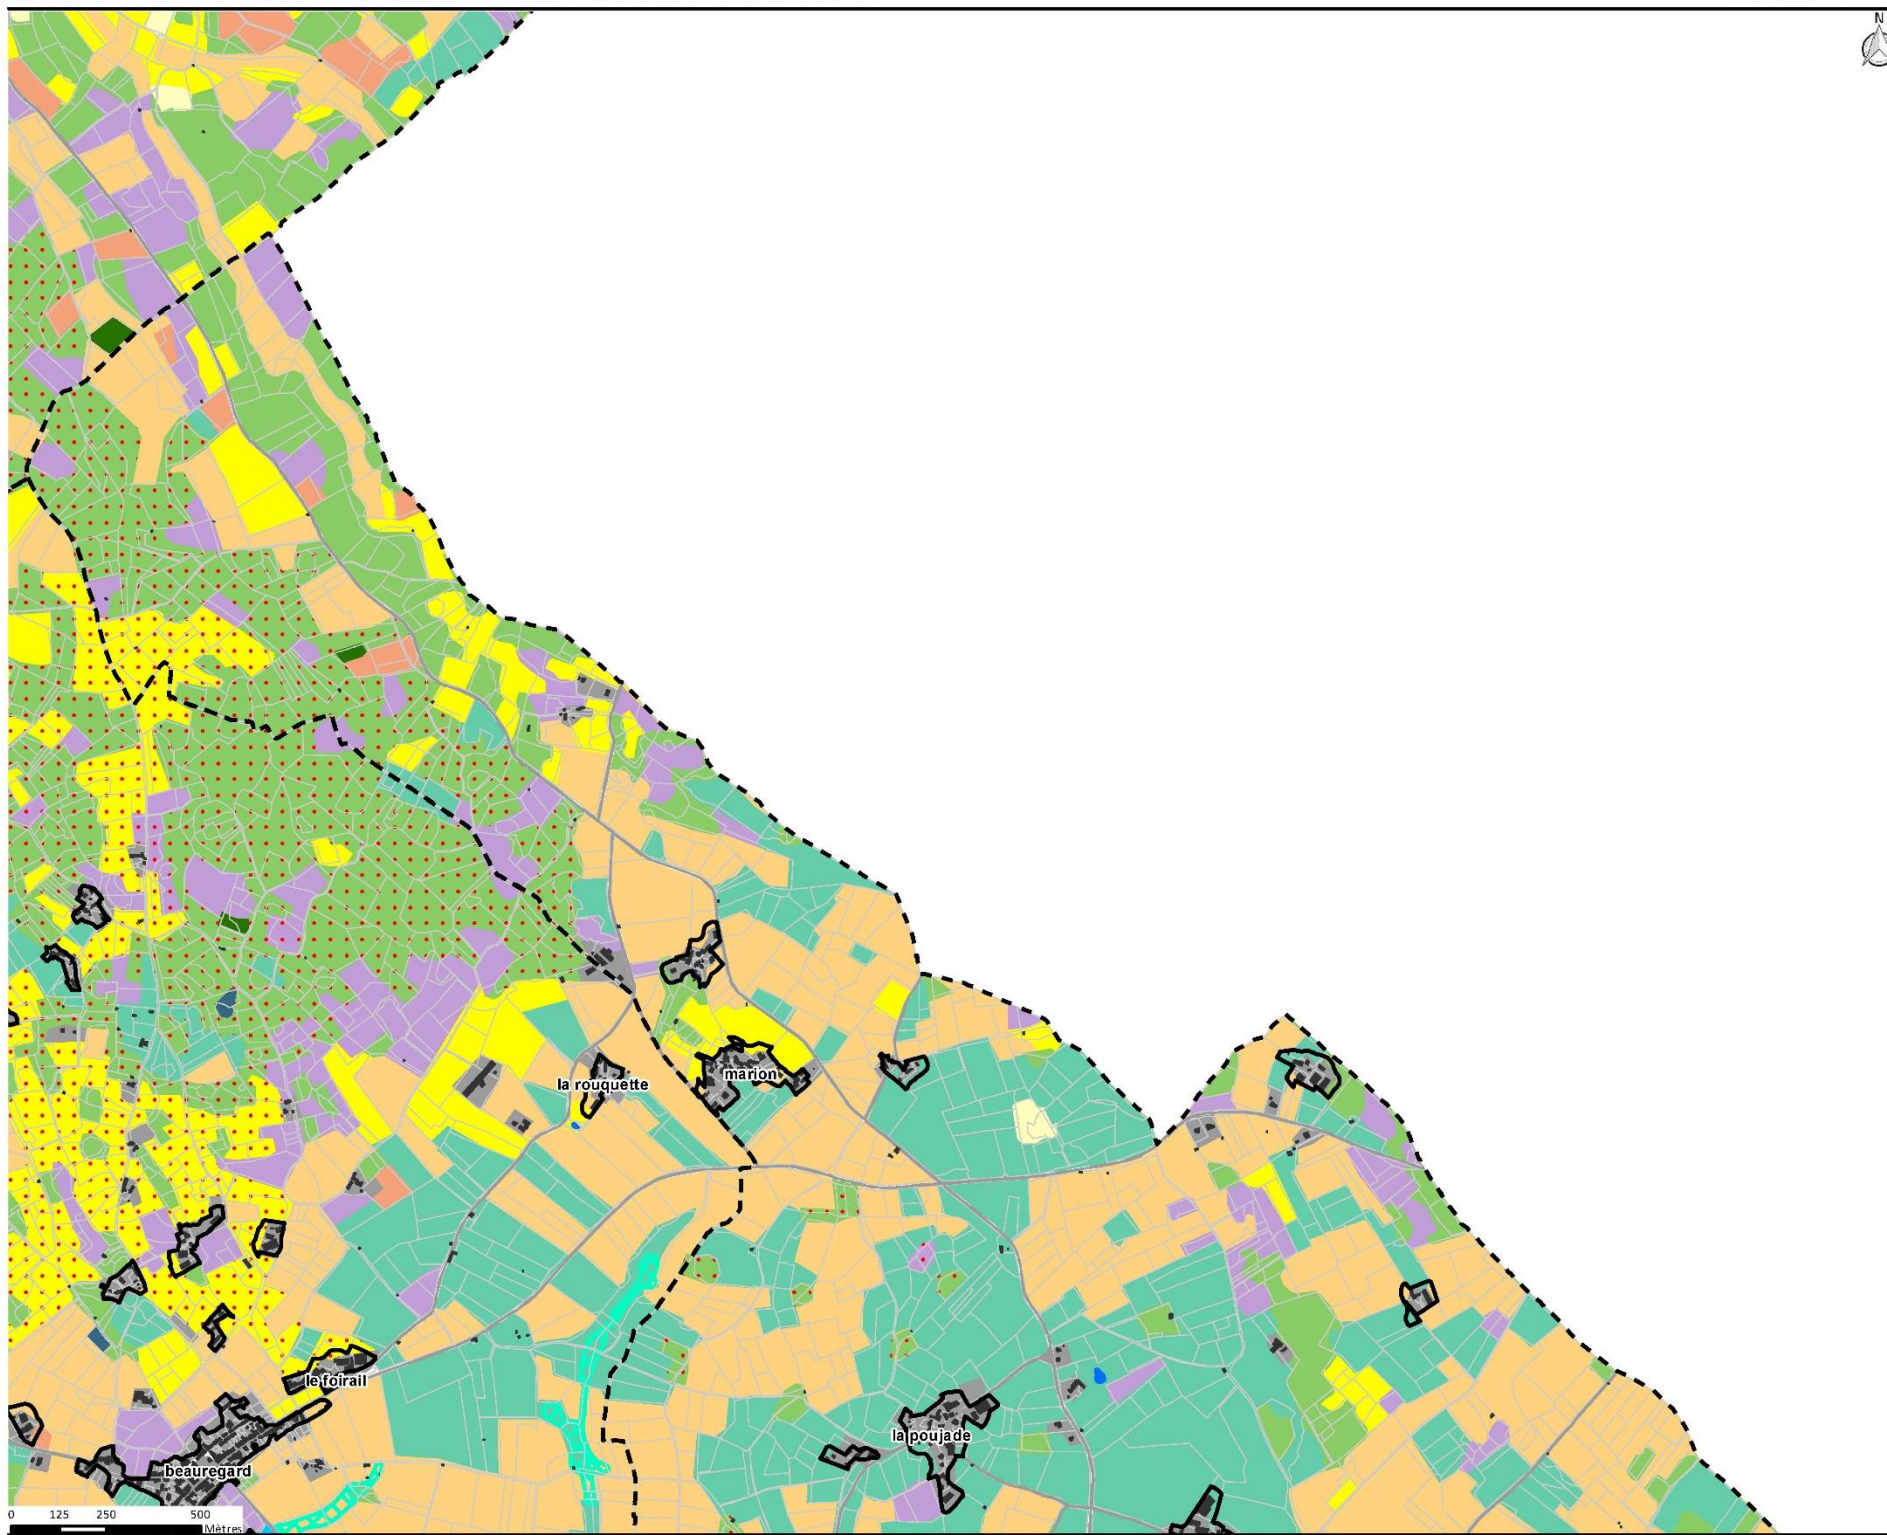 N
la rouquette
marion
le foirail
la poujade
beauregard
0 125 250 500
Mètres